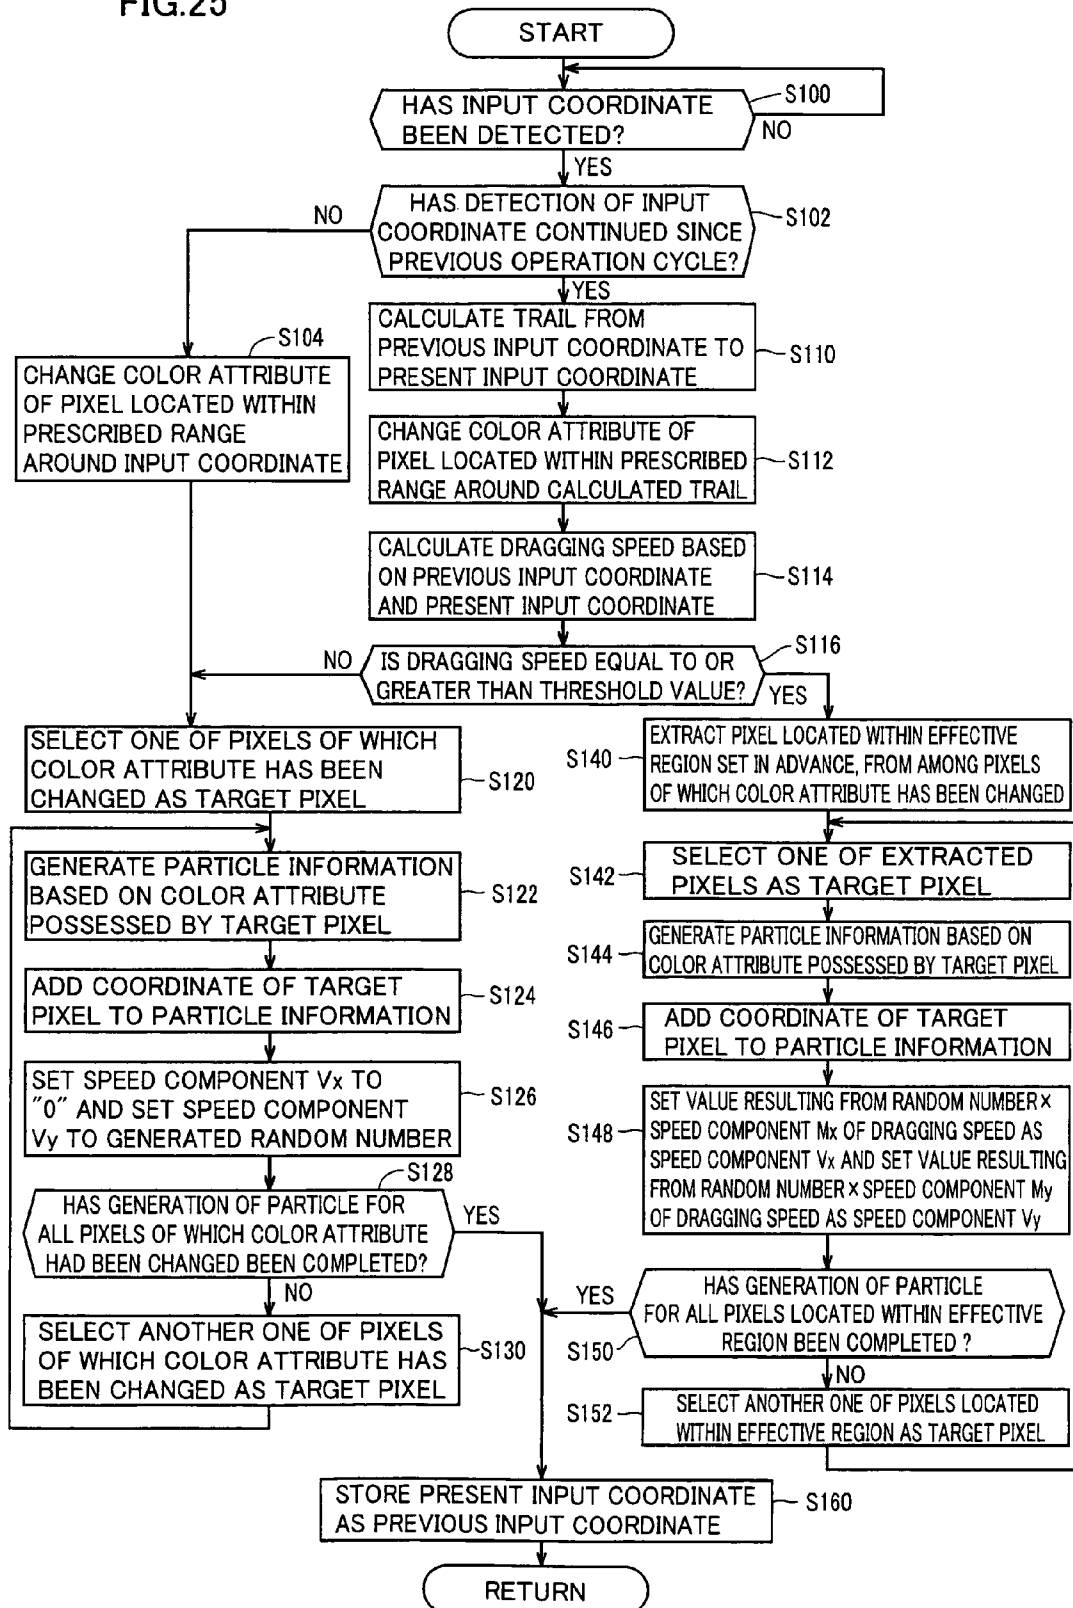 FIG.25
START
HAS INPUT COORDINATE
BEEN DETECTED?
S100
NO
YES
HAS DETECTION OF INPUT
COORDINATE CONTINUED SINCE
PREVIOUS OPERATION CYCLE?
S102
NO
YES
S104
CHANGE COLOR ATTRIBUTE
OF PIXEL LOCATED WITHIN
PRESCRIBED RANGE
AROUND INPUT COORDINATE
CALCULATE TRAIL FROM
PREVIOUS INPUT COORDINATE TO
PRESENT INPUT COORDINATE
S110
CHANGE COLOR ATTRIBUTE OF
PIXEL LOCATED WITHIN PRESCRIBED
RANGE AROUND CALCULATED TRAIL
S112
CALCULATE DRAGGING SPEED BASED
ON PREVIOUS INPUT COORDINATE
AND PRESENT INPUT COORDINATE
S114
IS DRAGGING SPEED EQUAL TO OR
GREATER THAN THRESHOLD VALUE?
S116
NO
YES
SELECT ONE OF PIXELS OF WHICH
COLOR ATTRIBUTE HAS BEEN
CHANGED AS TARGET PIXEL
S120
GENERATE PARTICLE INFORMATION
BASED ON COLOR ATTRIBUTE
POSSESSED BY TARGET PIXEL
S122
ADD COORDINATE OF TARGET
PIXEL TO PARTICLE INFORMATION
S124
SET SPEED COMPONENT Vx TO
"0" AND SET SPEED COMPONENT
Vy TO GENERATED RANDOM NUMBER
S126
S128
HAS GENERATION OF PARTICLE FOR
ALL PIXELS OF WHICH COLOR ATTRIBUTE
HAD BEEN CHANGED BEEN COMPLETED?
YES
NO
SELECT ANOTHER ONE OF PIXELS
OF WHICH COLOR ATTRIBUTE HAS
BEEN CHANGED AS TARGET PIXEL
S130
S140
EXTRACT PIXEL LOCATED WITHIN EFFECTIVE
REGION SET IN ADVANCE, FROM AMONG PIXELS
OF WHICH COLOR ATTRIBUTE HAS BEEN CHANGED
S142
SELECT ONE OF EXTRACTED
PIXELS AS TARGET PIXEL
S144
GENERATE PARTICLE INFORMATION BASED ON
COLOR ATTRIBUTE POSSESSED BY TARGET PIXEL
S146
ADD COORDINATE OF TARGET
PIXEL TO PARTICLE INFORMATION
S148
SET VALUE RESULTING FROM RANDOM NUMBER×
SPEED COMPONENT Mx OF DRAGGING SPEED AS
SPEED COMPONENT Vx AND SET VALUE RESULTING
FROM RANDOM NUMBER×SPEED COMPONENT My
OF DRAGGING SPEED AS SPEED COMPONENT Vy
YES
HAS GENERATION OF PARTICLE
FOR ALL PIXELS LOCATED WITHIN EFFECTIVE
REGION BEEN COMPLETED ?
S150
NO
S152
SELECT ANOTHER ONE OF PIXELS LOCATED
WITHIN EFFECTIVE REGION AS TARGET PIXEL
STORE PRESENT INPUT COORDINATE
AS PREVIOUS INPUT COORDINATE
S160
RETURN